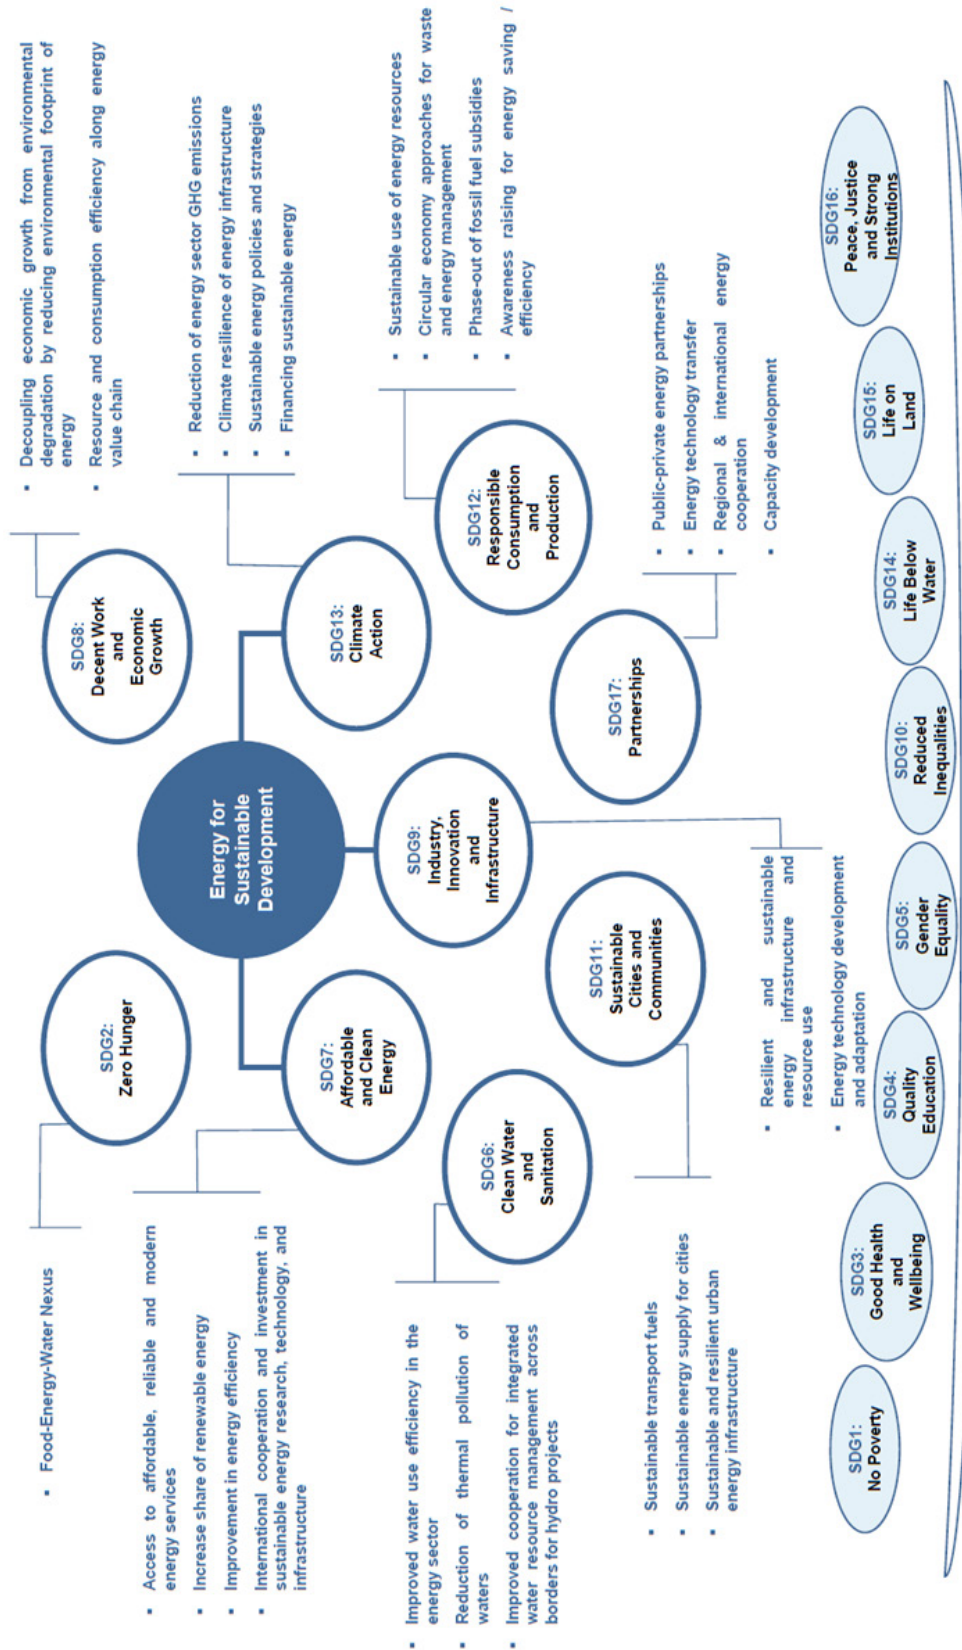 Energy for
Sustainable
Development
SDG2:
Zero Hunger
▪ Food-Energy-Water Nexus
SDG8:
Decent Work
and
Economic
Growth
▪ Decoupling economic growth from environmental
degradation by reducing environmental footprint of
energy
▪ Resource and consumption efficiency along energy
value chain
SDG7:
Affordable
and Clean
Energy
▪ Access to affordable, reliable and modern
energy services
▪ Increase share of renewable energy
▪ Improvement in energy efficiency
▪ International cooperation and investment in
sustainable energy research, technology, and
infrastructure
SDG13:
Climate
Action
▪ Reduction of energy sector GHG emissions
▪ Climate resilience of energy infrastructure
▪ Sustainable energy policies and strategies
▪ Financing sustainable energy
SDG9:
Industry,
Innovation
and
Infrastructure
▪ Resilient and sustainable
energy infrastructure and
resource use
▪ Energy technology development
and adaptation
SDG6:
Clean Water
and
Sanitation
▪ Improved water use efficiency in the
energy sector
▪ Reduction of thermal pollution of
waters
▪ Improved cooperation for integrated
water resource management across
borders for hydro projects
SDG12:
Responsible
Consumption
and
Production
▪ Sustainable use of energy resources
▪ Circular economy approaches for waste
and energy management
▪ Phase-out of fossil fuel subsidies
▪ Awareness raising for energy saving /
efficiency
SDG11:
Sustainable
Cities and
Communities
▪ Sustainable transport fuels
▪ Sustainable energy supply for cities
▪ Sustainable and resilient urban
energy infrastructure
SDG17:
Partnerships
▪ Public-private energy partnerships
▪ Energy technology transfer
▪ Regional & international energy
cooperation
▪ Capacity development
SDG1:
No Poverty
SDG3:
Good Health
and
Wellbeing
SDG4:
Quality
Education
SDG5:
Gender
Equality
SDG10:
Reduced
Inequalities
SDG14:
Life Below
Water
SDG15:
Life on
Land
SDG16:
Peace, Justice
and Strong
Institutions